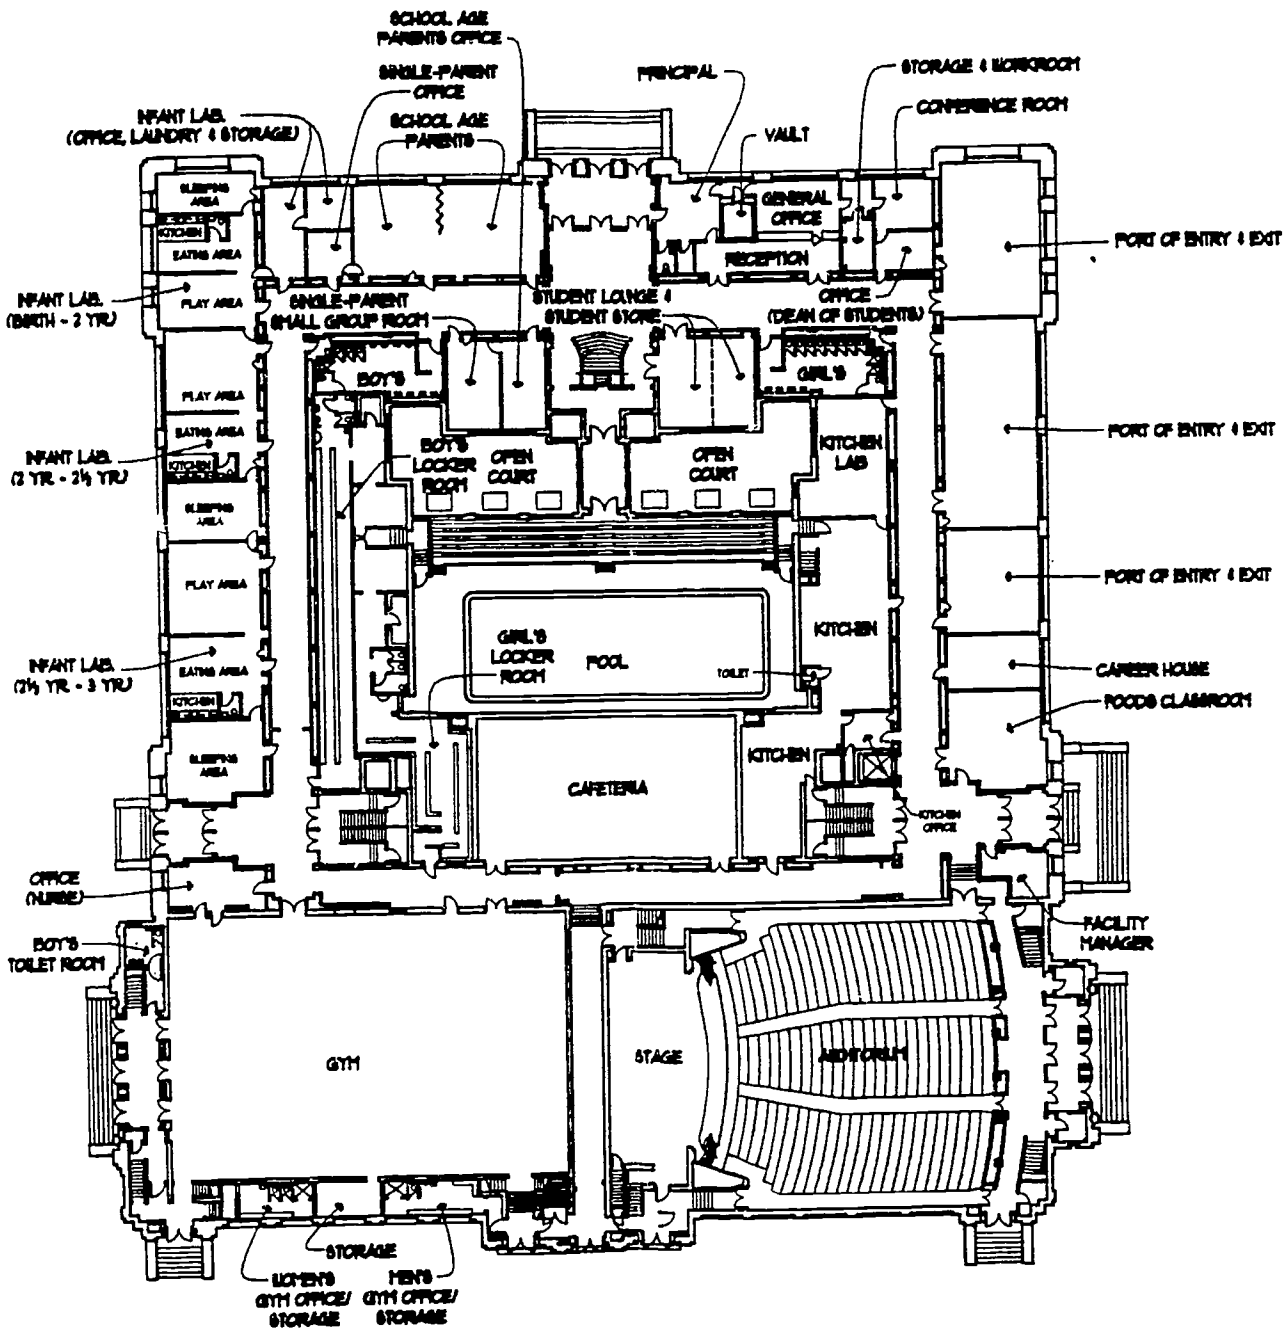 SCHOOL AGE
PARENTS OFFICE
SINGLE-PARENT
OFFICE
INFANT LAB.
(OFFICE, LAUNDRY & STORAGE)
SCHOOL AGE
PARENTS
PRINCIPAL
STORAGE & WORKROOM
CONFERENCE ROOM
VAULT
SLEEPING
AREA
KITCHEN
EATING AREA
PLAY AREA
GENERAL
OFFICE
RECEPTION
PORT OF ENTRY & EXIT
INFANT LAB.
(BIRTH - 2 YR.)
SINGLE-PARENT
SMALL GROUP ROOM
STUDENT LOUNGE &
STUDENT STORE
OFFICE
(DEAN OF STUDENTS)
BOY'S
GIRL'S
PLAY AREA
EATING AREA
KITCHEN
SLEEPING
AREA
INFANT LAB.
(2 YR. - 2½ YR.)
BOY'S
LOCKER
ROOM
OPEN
COURT
OPEN
COURT
KITCHEN
LAB
PORT OF ENTRY & EXIT
PLAY AREA
PORT OF ENTRY & EXIT
GIRL'S
LOCKER
ROOM
POOL
TOILET
KITCHEN
INFANT LAB.
(2½ YR. - 3 YR.)
EATING AREA
KITCHEN
CAREER HOUSE
FOODS CLASSROOM
SLEEPING
AREA
CAFETERIA
KITCHEN
KITCHEN
OFFICE
OFFICE
(NURSE)
BOY'S
TOILET ROOM
FACILITY
MANAGER
GYM
STAGE
AUDITORIUM
STORAGE
WOMEN'S
GYM OFFICE/
STORAGE
MEN'S
GYM OFFICE/
STORAGE